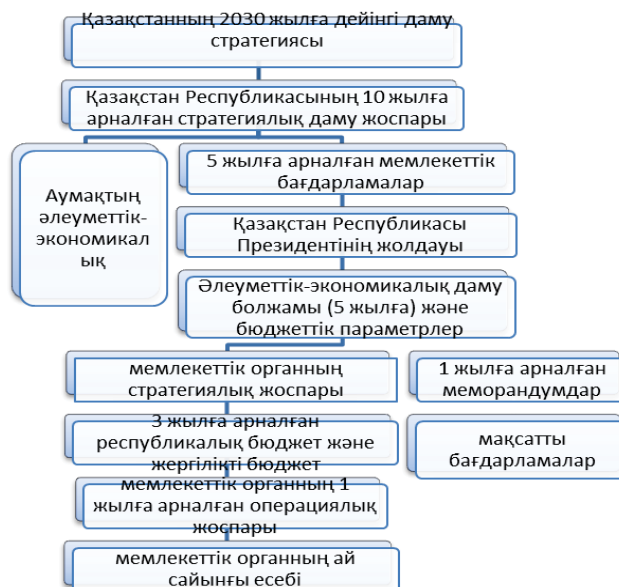 Қазақстанның 2030 жылға дейінгі даму
стратегиясы
Қазақстан Республикасының 10 жылға
арналған стратегиялық даму жоспары
Аумақтың
әлеуметтік-
экономикал
ық
5 жылға арналған мемлекеттік
бағдарламалар
Қазақстан Республикасы
Президентінің жолдауы
Әлеуметтік-экономикалық даму
болжамы (5 жылға) және
бюджеттік параметрлер
мемлекеттік органның
стратегиялық жоспары
1 жылға арналған
меморандумдар
3 жылға арналған
республикалық бюджет және
жергілікті бюджет
мақсатты
бағдарламалар
мемлекеттік органның 1
жылға арналған операциялық
жоспары
мемлекеттік органның ай
сайынғы есебі